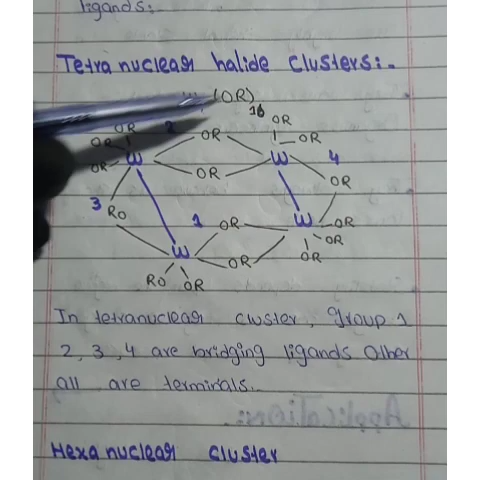 ligands:
Tetra nuclear halide clusters:-
(OR)
16
OR OR
OR OR 4
OR 2 OR
OR W W
OR OR
3
RO 1 OR W OR
W OR
OR OR
RO OR
In tetranuclear cluster, group 1
2, 3, 4 are bridging ligands other
all are terminals.
Application:
Hexa nuclear cluster